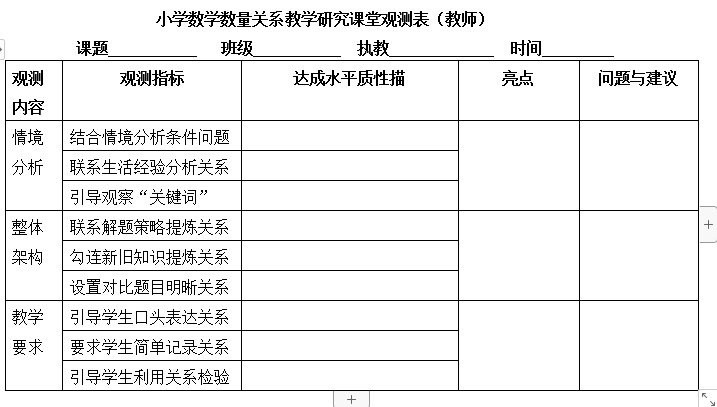 小学数学数量关系教学研究课堂观测表（教师）
课题__________ 班级__________ 执教____________ 时间________
观测内容 观测指标 达成水平质性描 亮点 问题与建议
情境分析 结合情境分析条件问题
联系生活经验分析关系
引导观察“关键词”
整体架构 联系解题策略提炼关系
勾连新旧知识提炼关系
设置对比题目明晰关系
教学要求 引导学生口头表达关系
要求学生简单记录关系
引导学生利用关系检验